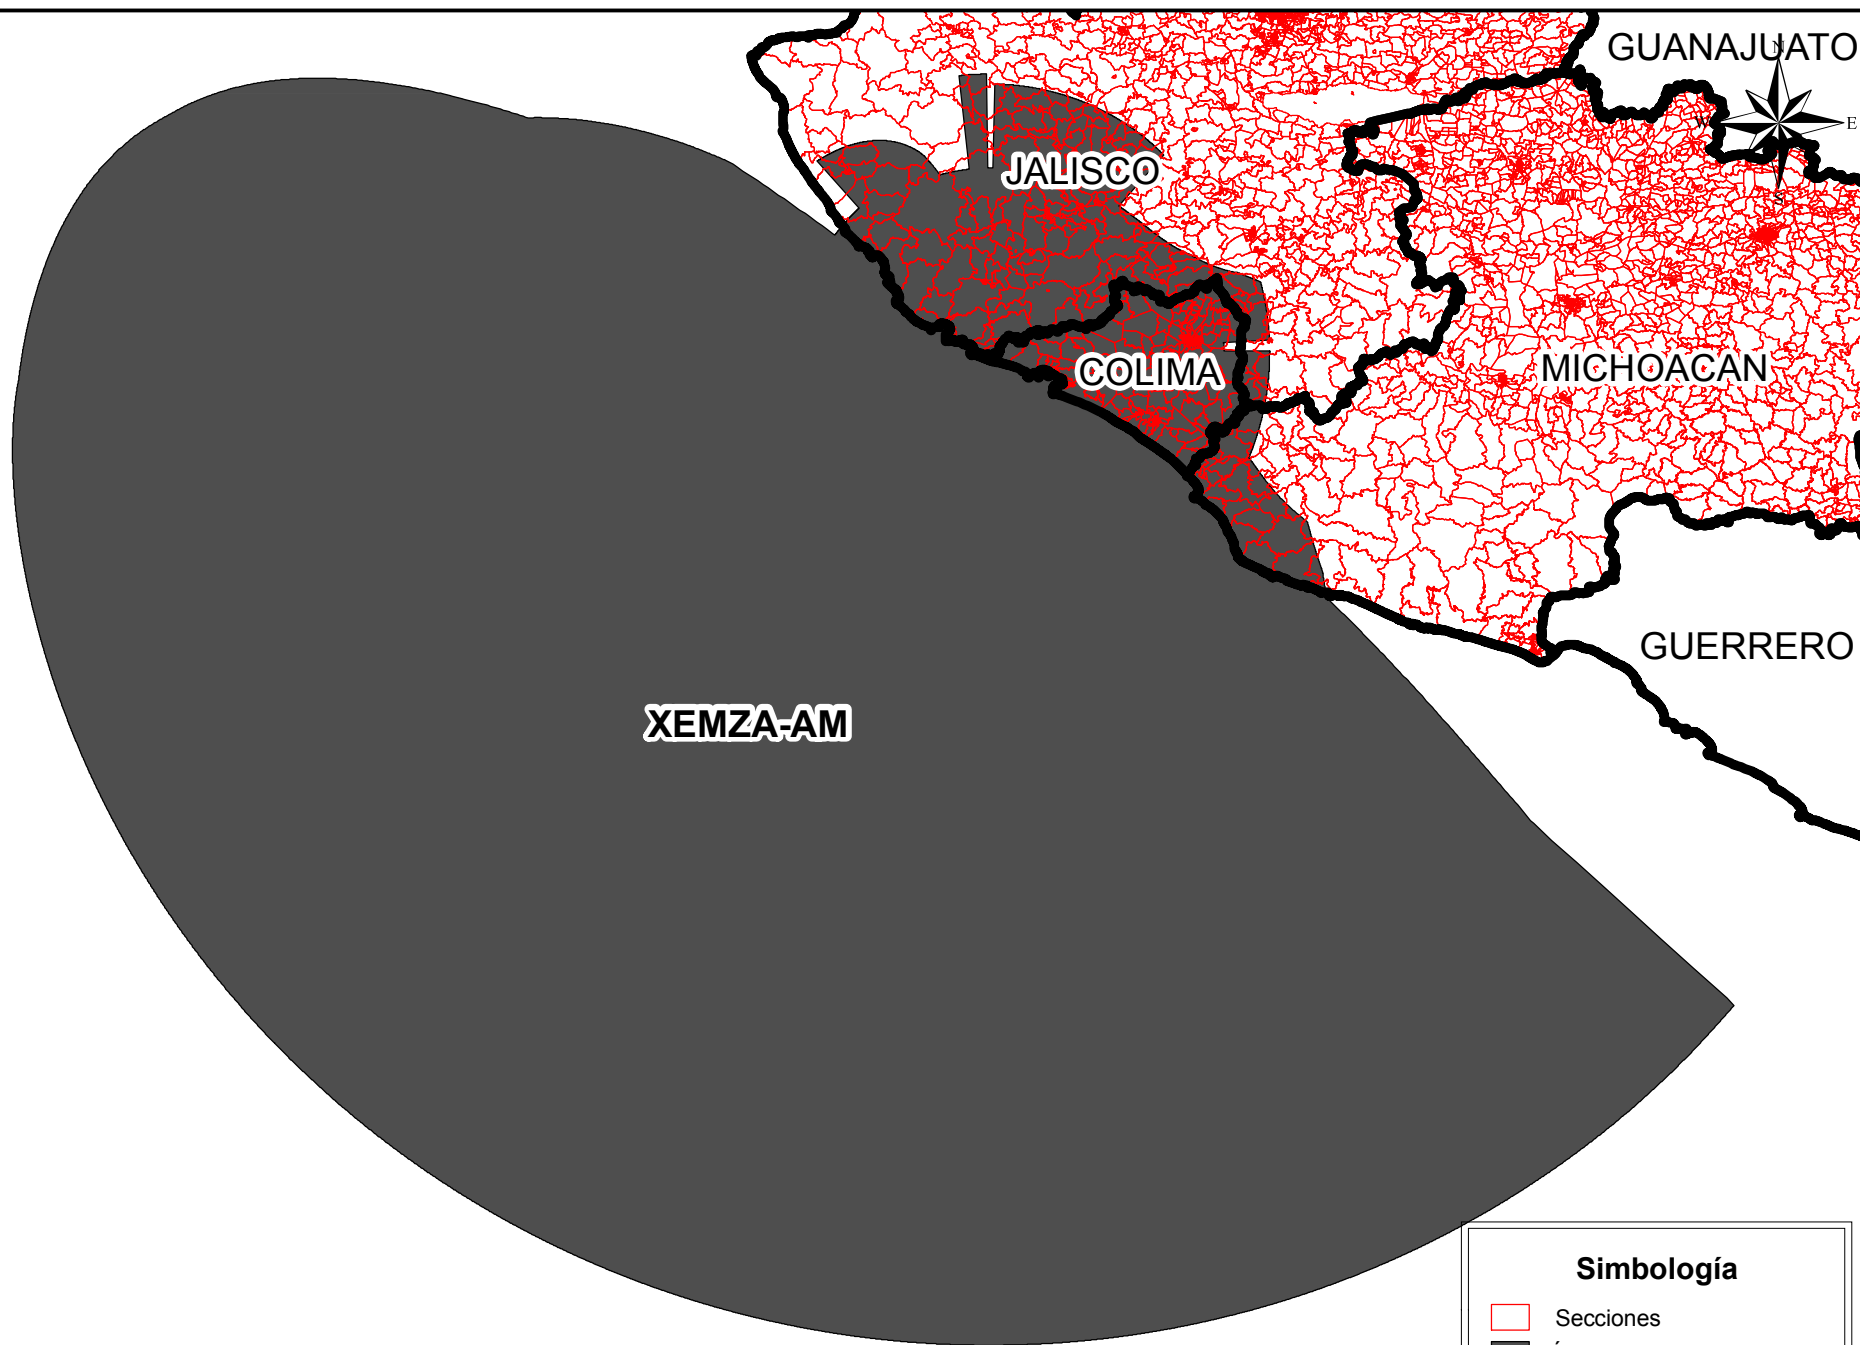 GUANAJUATO
N
W
E
S
JALISCO
COLIMA
MICHOACAN
GUERRERO
XEMZA-AM
Simbología
Secciones